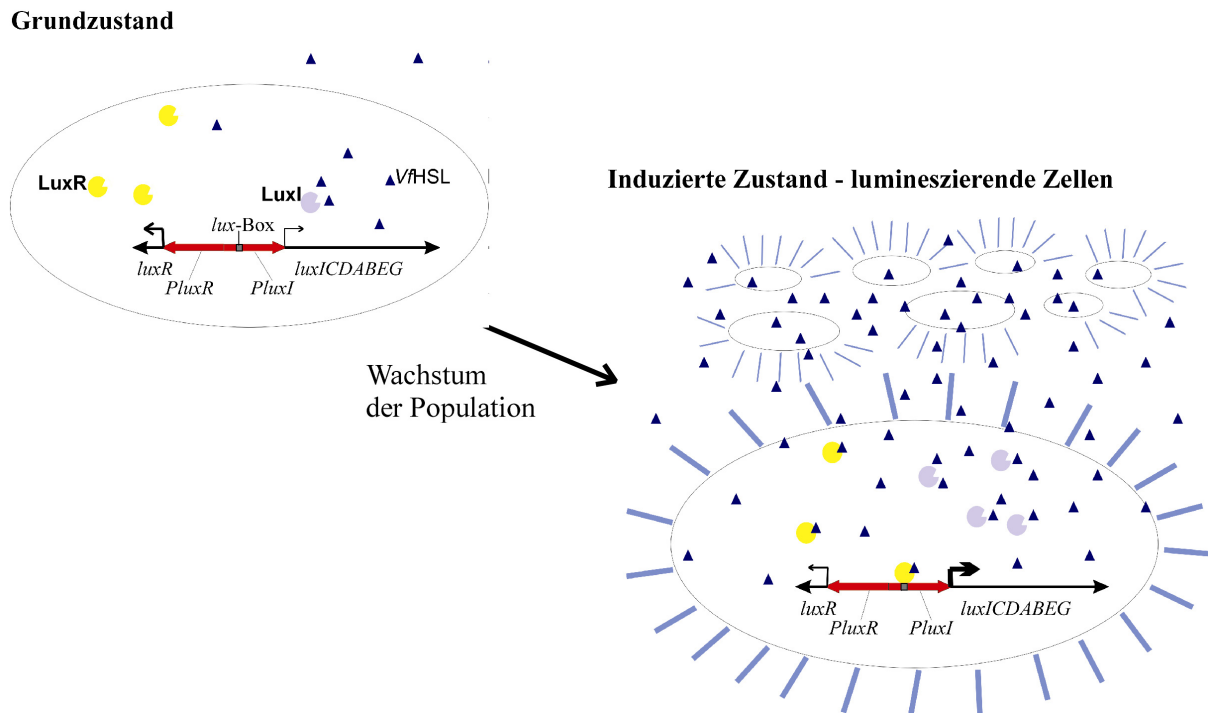 Grundzustand
LuxR
LuxI
VfHSL
lux-Box
luxR
luxICDABEG
PluxR
PluxI
Wachstum
der Population
Induzierte Zustand - lumineszierende Zellen
luxR
luxICDABEG
PluxR
PluxI